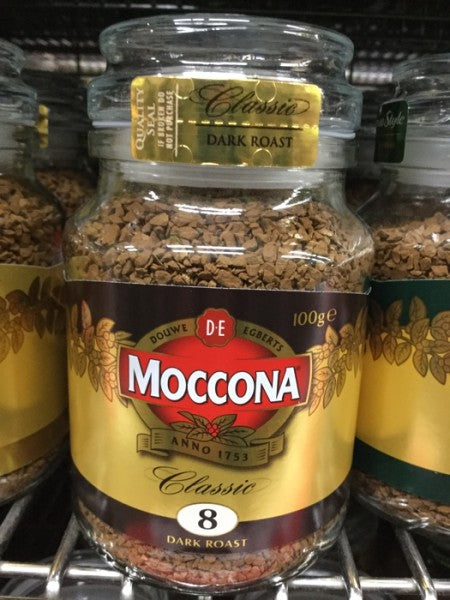 QUALITY
SEAL
IF BROKEN DO
NOT PURCHASE
Classic
DARK ROAST
100g℮
DOUWE D·E EGBERTS
MOCCONA
ANNO 1753
Classic
8
DARK ROAST
Style